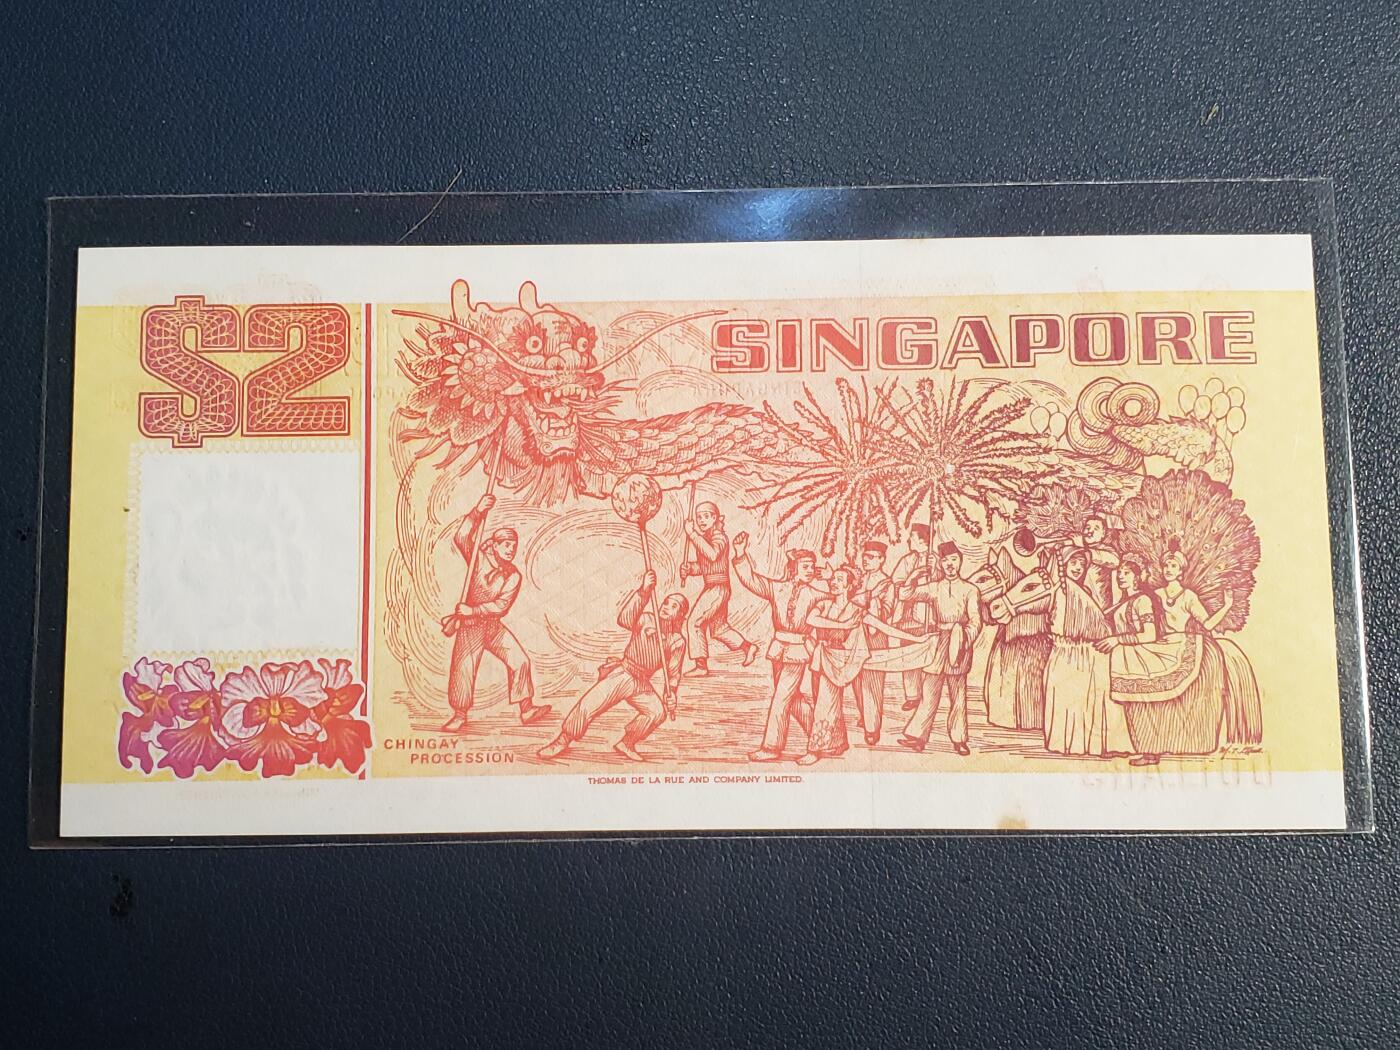 $2
SINGAPORE
CHINGAY
PROCESSION
THOMAS DE LA RUE AND COMPANY LIMITED.